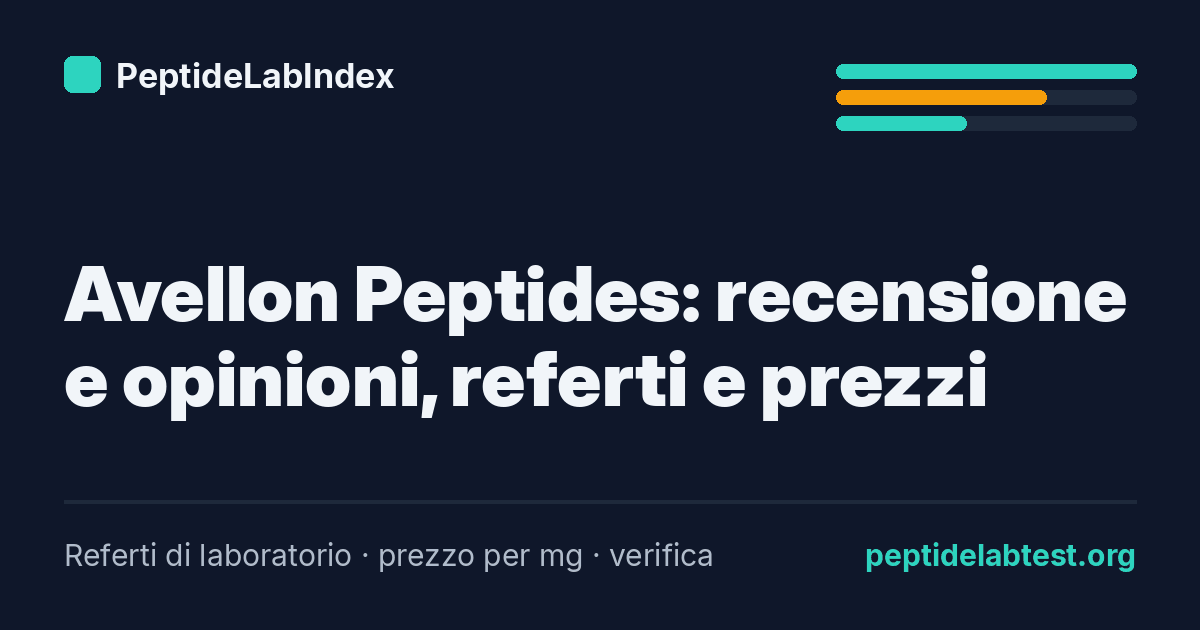 PeptideLabIndex
Avellon Peptides: recensione
e opinioni, referti e prezzi
Referti di laboratorio · prezzo per mg · verifica
peptidelabtest.org